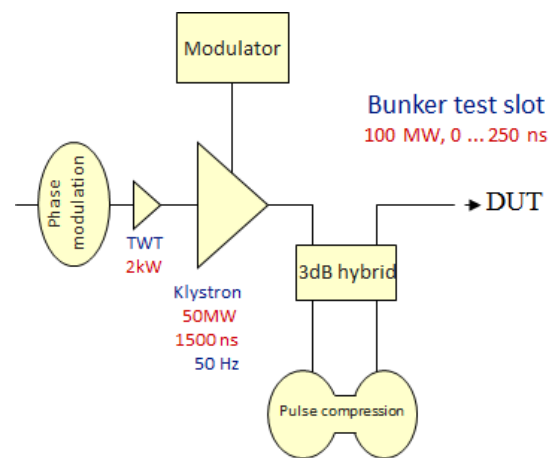 Modulator
Bunker test slot
100 MW, 0 ... 250 ns
Phase
modulation
TWT
2kW
DUT
3dB hybrid
Klystron
50MW
1500 ns
50 Hz
Pulse compression